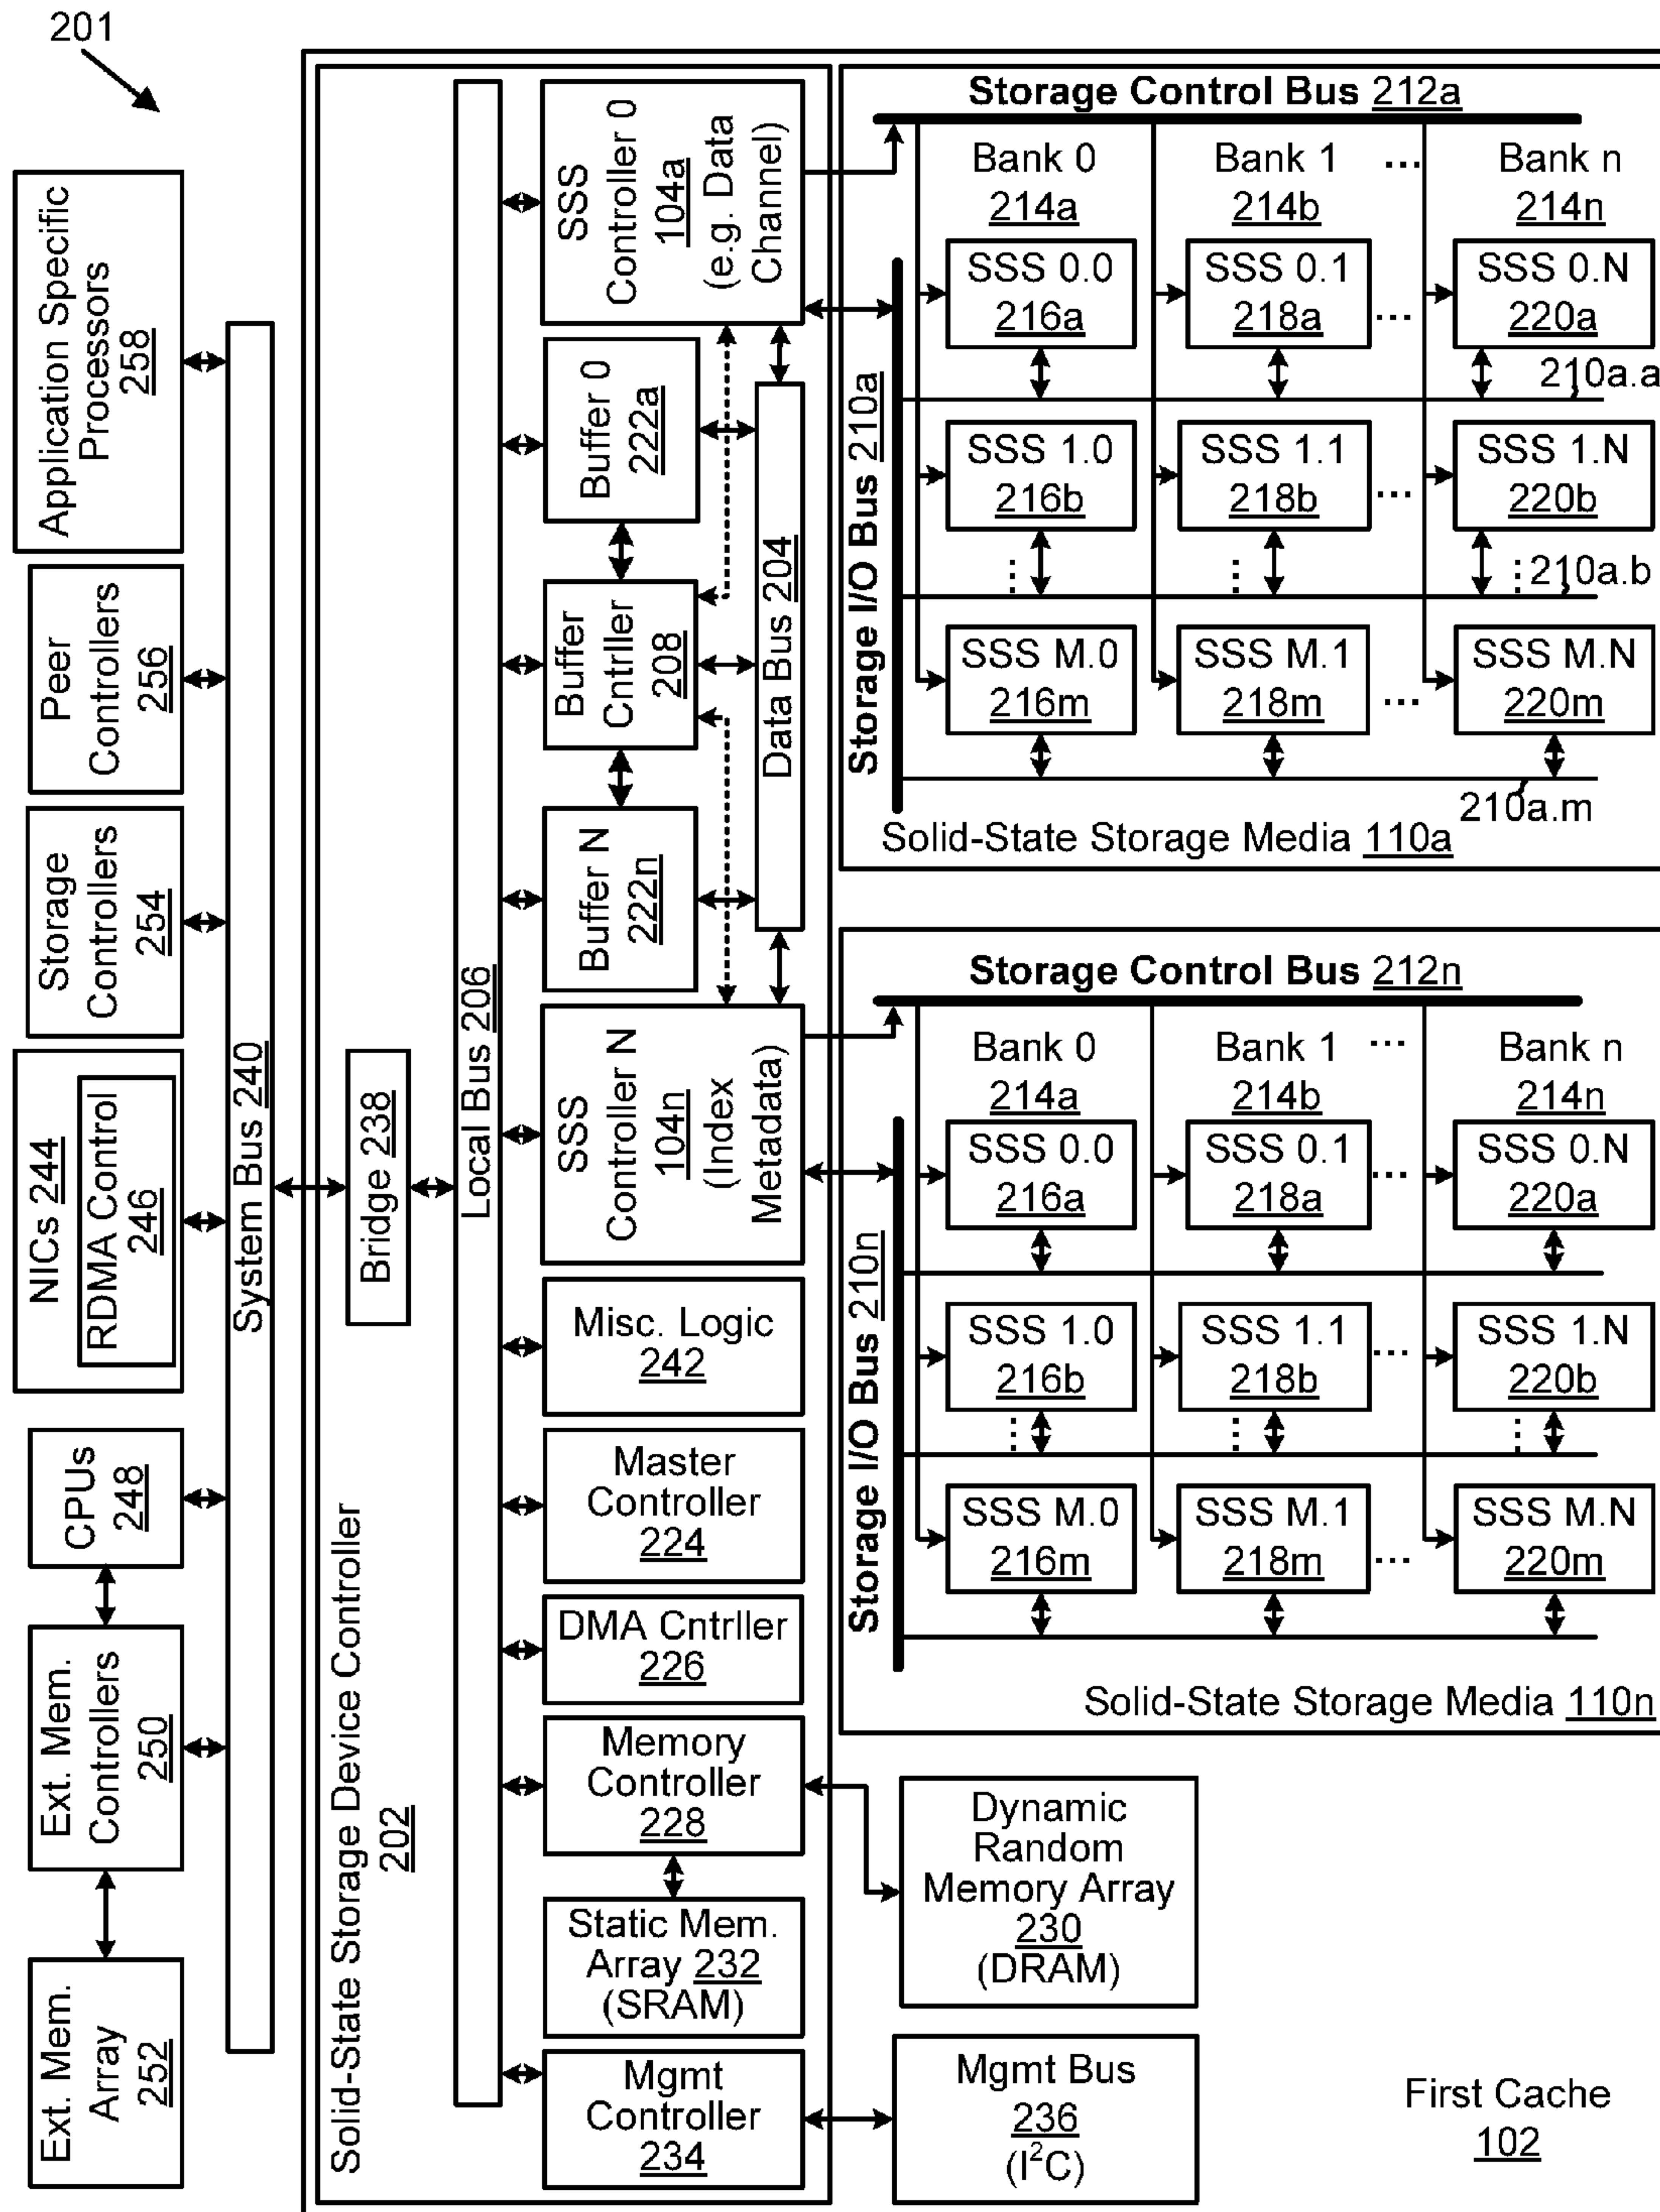 201
Application Specific
Processors
258
Peer
Controllers
256
Storage
Controllers
254
NICs 244
RDMA Control
246
CPUs
248
Ext. Mem.
Controllers
250
Ext. Mem.
Array
252
System Bus 240
Solid-State Storage Device Controller
202
Bridge 238
Local Bus 206
SSS
Controller 0
104a
(e.g. Data
Channel)
Buffer 0
222a
Buffer
Cntrller
208
Buffer N
222n
Data Bus 204
SSS
Controller N
104n
(Index
Metadata)
Misc. Logic
242
Master
Controller
224
DMA Cntrller
226
Memory
Controller
228
Static Mem.
Array 232
(SRAM)
Mgmt
Controller
234
Storage Control Bus 212a
Bank 0
214a
Bank 1
214b
...
Bank n
214n
Storage I/O Bus 210a
SSS 0.0
216a
SSS 0.1
218a
...
SSS 0.N
220a
210a.a
SSS 1.0
216b
SSS 1.1
218b
...
SSS 1.N
220b
210a.b
SSS M.0
216m
SSS M.1
218m
...
SSS M.N
220m
210a.m
Solid-State Storage Media 110a
Storage Control Bus 212n
Bank 0
214a
Bank 1
214b
...
Bank n
214n
Storage I/O Bus 210n
SSS 0.0
216a
SSS 0.1
218a
...
SSS 0.N
220a
SSS 1.0
216b
SSS 1.1
218b
...
SSS 1.N
220b
SSS M.0
216m
SSS M.1
218m
...
SSS M.N
220m
Solid-State Storage Media 110n
Dynamic
Random
Memory Array
230
(DRAM)
Mgmt Bus
236
(I²C)
First Cache
102